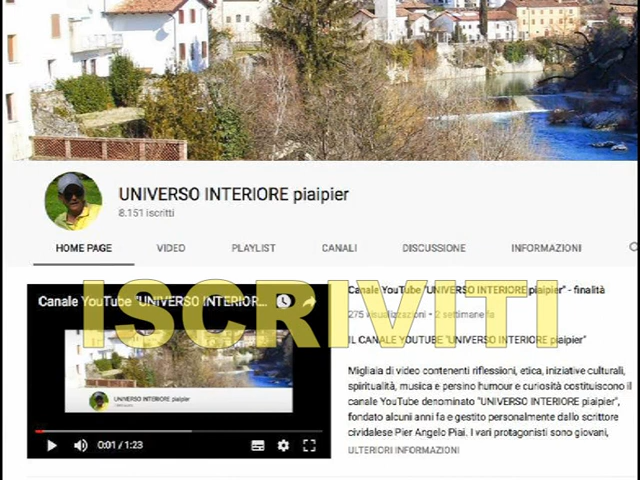 UNIVERSO INTERIORE piaipier
8.151 iscritti
HOME PAGE VIDEO PLAYLIST CANALI DISCUSSIONE INFORMAZIONI
ISCRIVITI
Canale YouTube "UNIVERSO INTERIOR...
UNIVERSO INTERIORE piaipier
0:01 / 1:23
Canale YouTube "UNIVERSO INTERIORE piaipier" - finalità
275 visualizzazioni • 2 settimane fa
IL CANALE YOUTUBE "UNIVERSO INTERIORE piaipier"
Migliaia di video contenenti riflessioni, etica, iniziative culturali,
spiritualità, musica e persino humour e curiosità costituiscono il
canale YouTube denominato "UNIVERSO INTERIORE piaipier",
fondato alcuni anni fa e gestito personalmente dallo scrittore
cividalese Pier Angelo Piai. I vari protagonisti sono giovani,
ULTERIORI INFORMAZIONI